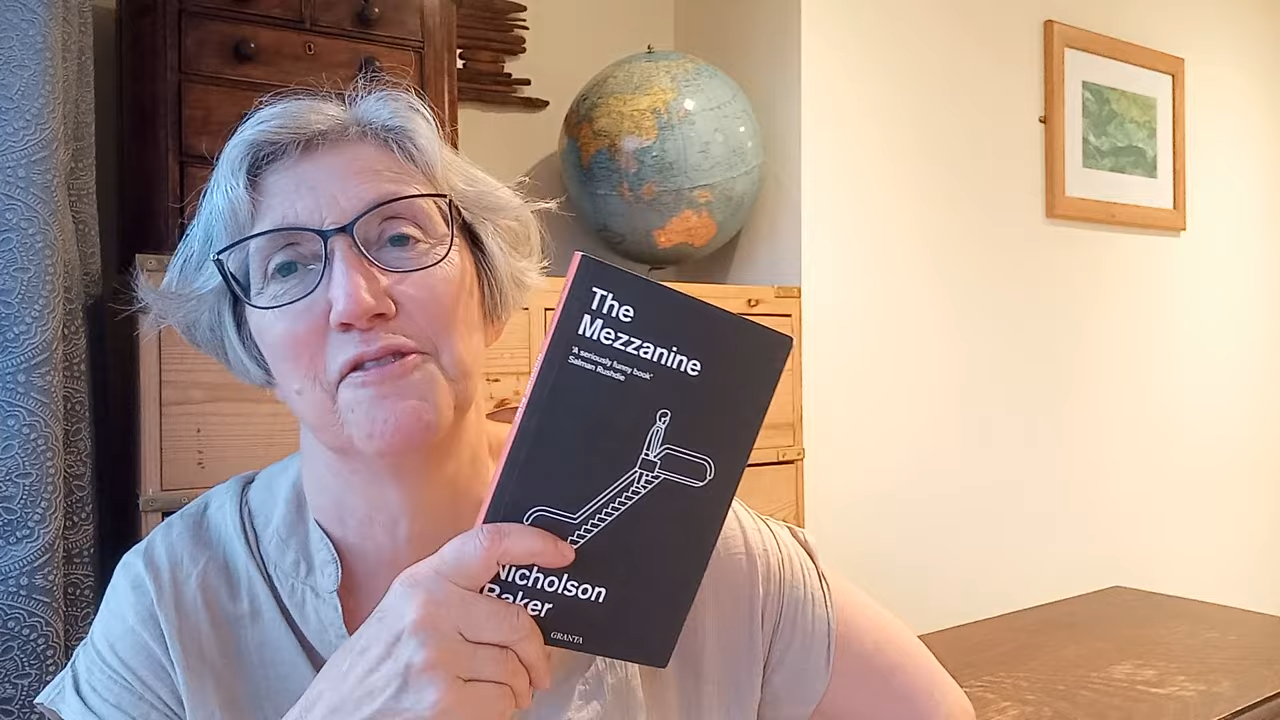 The
Mezzanine
'A seriously funny book'
Salman Rushdie
Nicholson
Baker
GRANTA